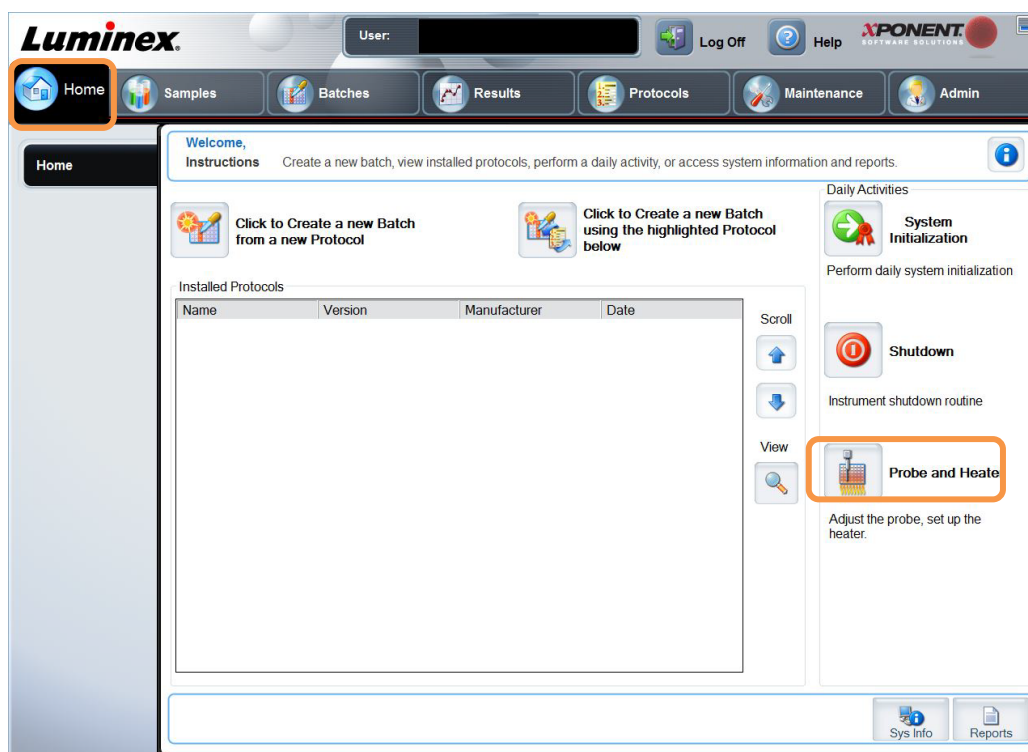 Luminex.
User:
Log Off
Help
XPONENT.
SOFTWARE SOLUTIONS
Home
Samples
Batches
Results
Protocols
Maintenance
Admin
Home
Welcome,
Instructions Create a new batch, view installed protocols, perform a daily activity, or access system information and reports.
Click to Create a new Batch
from a new Protocol
Click to Create a new Batch
using the highlighted Protocol
below
Installed Protocols
Name Version Manufacturer Date
Scroll
View
Daily Activities
System
Initialization
Perform daily system initialization
Shutdown
Instrument shutdown routine
Probe and Heate
Adjust the probe, set up the
heater.
Sys Info
Reports